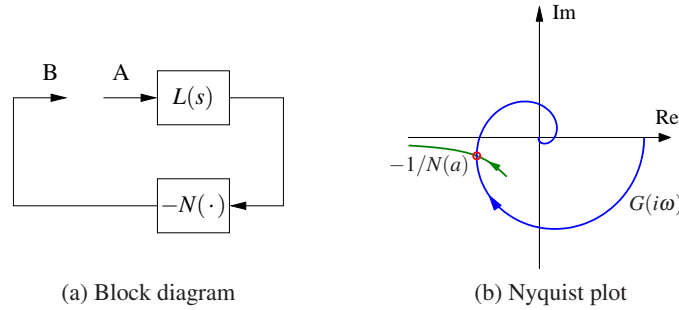 B
A
L(s)
−N(·)
(a) Block diagram
Im
Re
−1/N(a)
G(iω)
(b) Nyquist plot